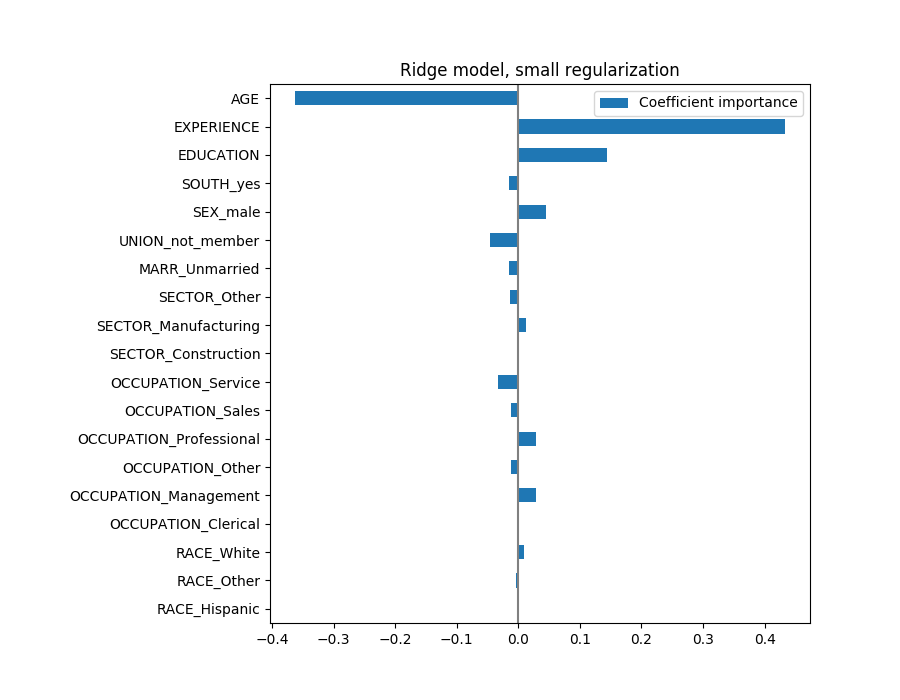 Ridge model, small regularization
Coefficient importance
AGE
EXPERIENCE
EDUCATION
SOUTH_yes
SEX_male
UNION_not_member
MARR_Unmarried
SECTOR_Other
SECTOR_Manufacturing
SECTOR_Construction
OCCUPATION_Service
OCCUPATION_Sales
OCCUPATION_Professional
OCCUPATION_Other
OCCUPATION_Management
OCCUPATION_Clerical
RACE_White
RACE_Other
RACE_Hispanic
−0.4 −0.3 −0.2 −0.1 0.0 0.1 0.2 0.3 0.4